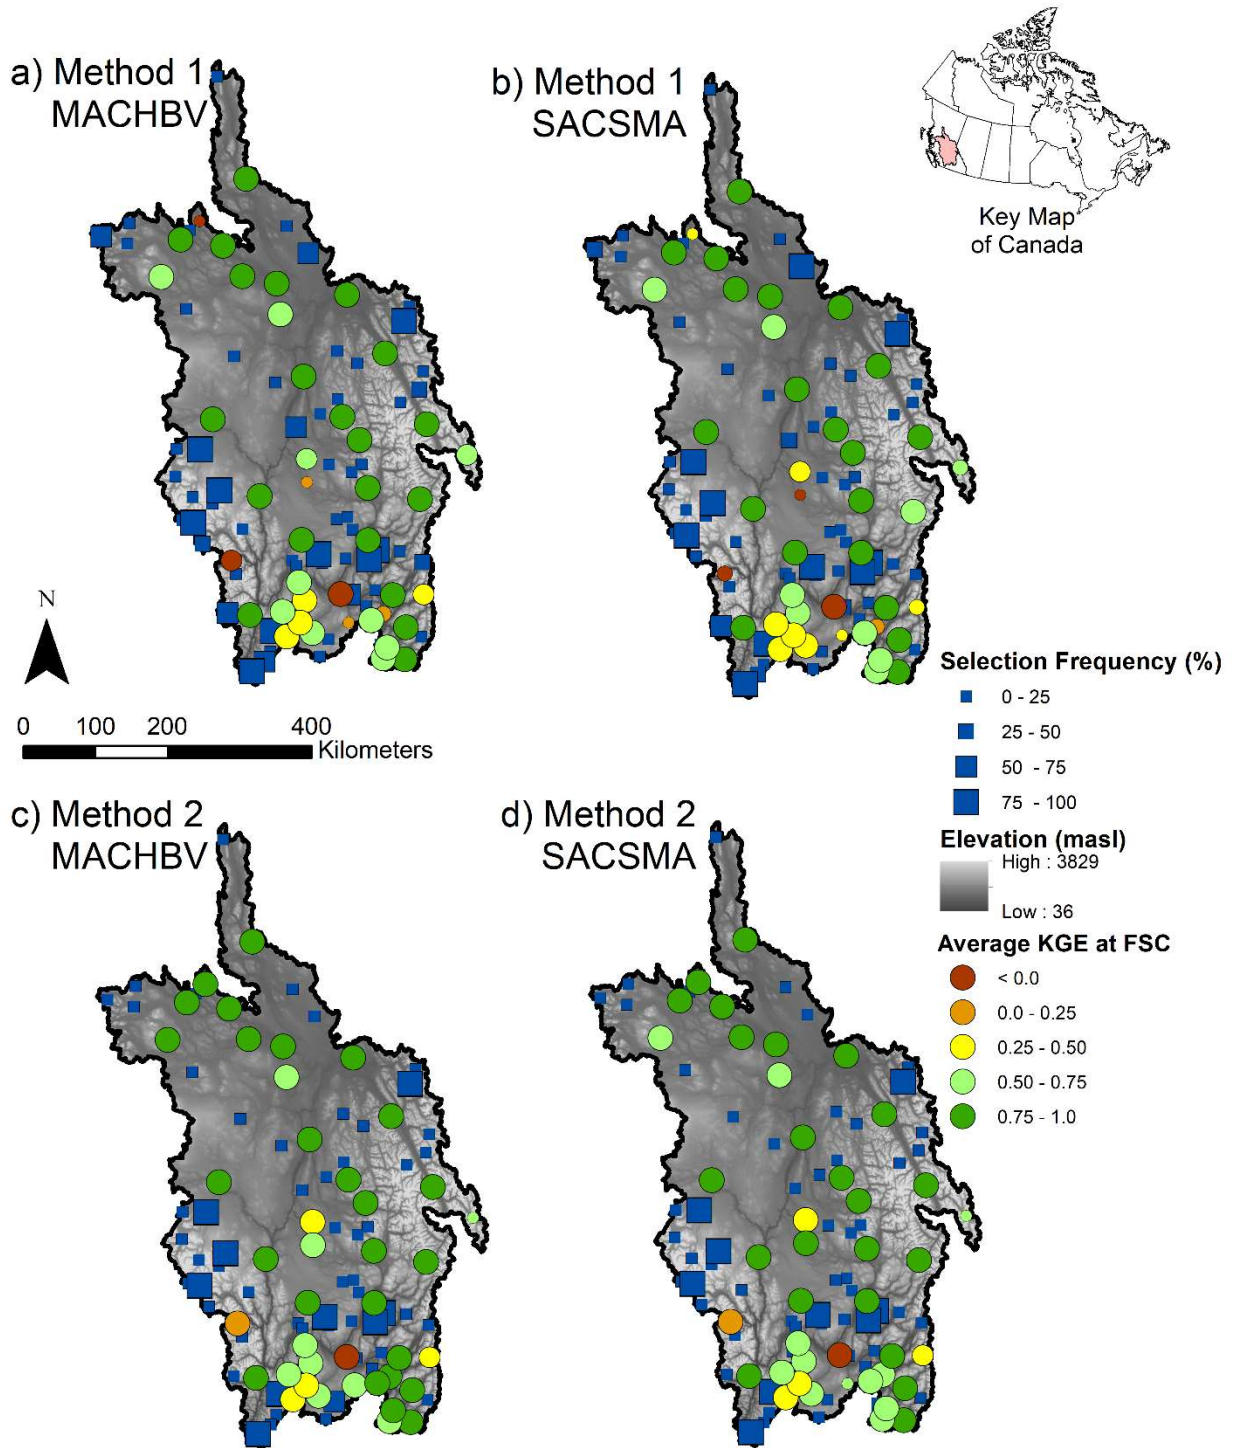 a) Method 1
MACHBV
b) Method 1
SACSMA
Key Map
of Canada
N
0 100 200 400
Kilometers
Selection Frequency (%)
0 - 25
25 - 50
50 - 75
75 - 100
Elevation (masl)
High : 3829
Low : 36
Average KGE at FSC
< 0.0
0.0 - 0.25
0.25 - 0.50
0.50 - 0.75
0.75 - 1.0
c) Method 2
MACHBV
d) Method 2
SACSMA